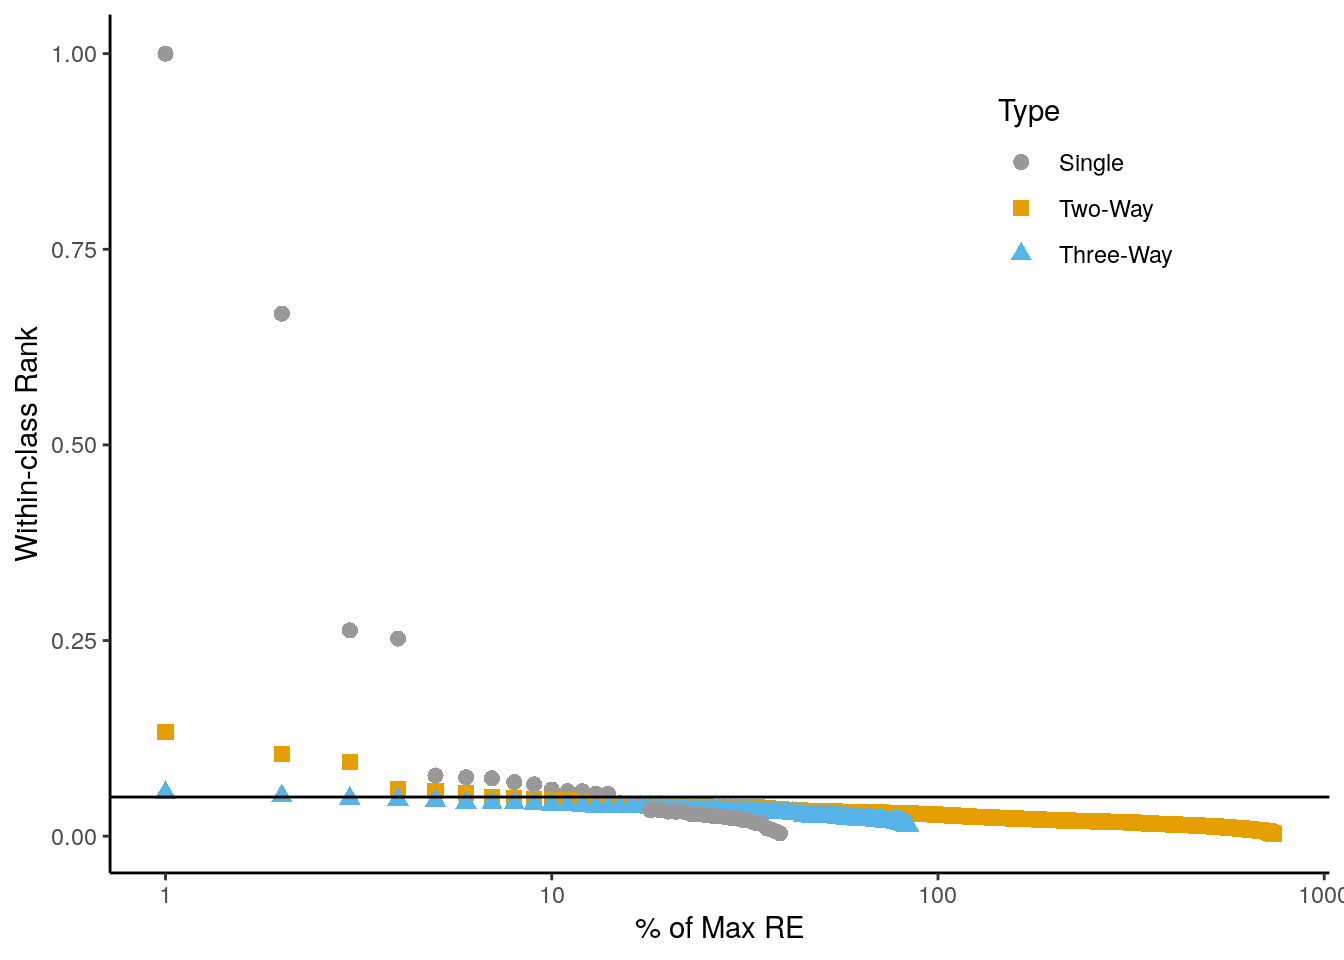 1.00
0.75
0.50
0.25
0.00
Within-class Rank
1
10
100
1000
% of Max RE
Type
Single
Two-Way
Three-Way